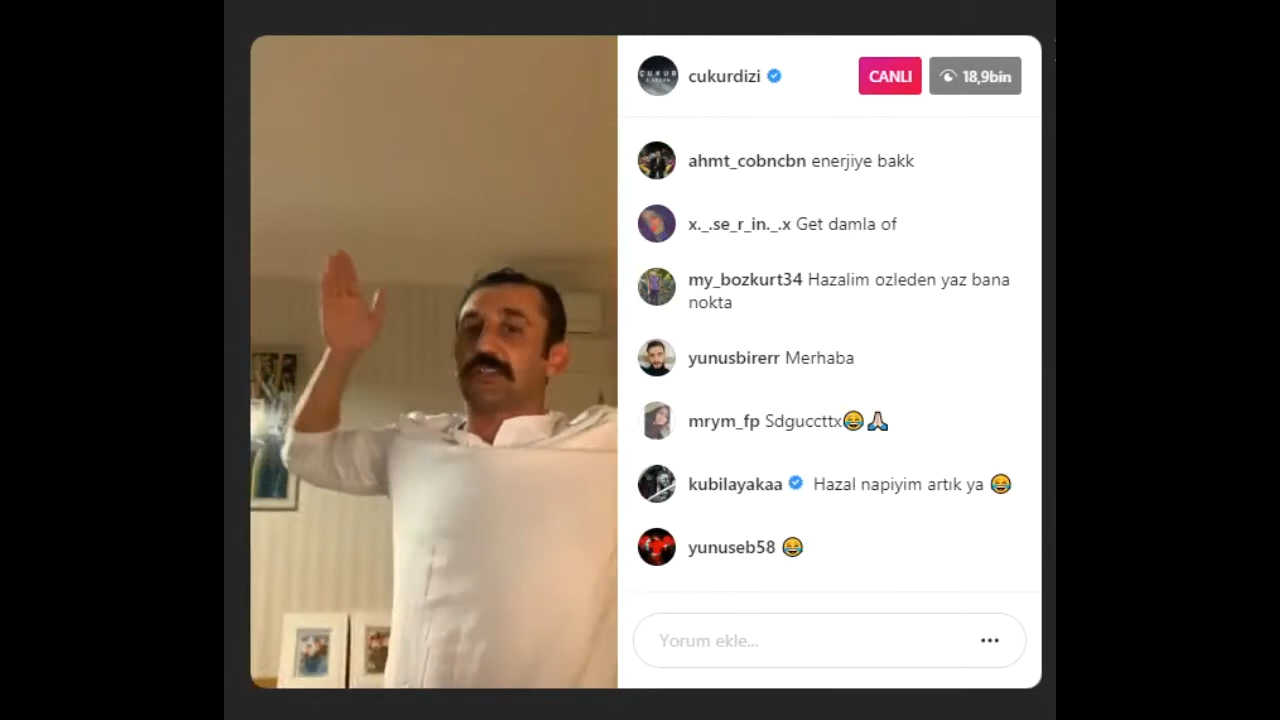 cukurdizi
CANLI
18,9bin
ÇUKUR
ahmt_cobncbn enerjiye bakk
x._.se_r_in._.x Get damla of
my_bozkurt34 Hazalim ozleden yaz bana
nokta
yunusbirerr Merhaba
mrym_fp Sdguccttx😂🙏🏻
kubilayakaa Hazal napiyim artık ya 😂
yunuseb58 😂
Yorum ekle...